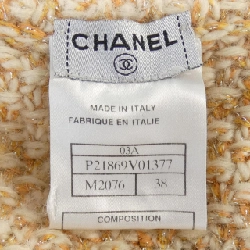 CHANEL
MADE IN ITALY
FABRIQUE EN ITALIE
03A
P21869V01377
M2076 38
COMPOSITION